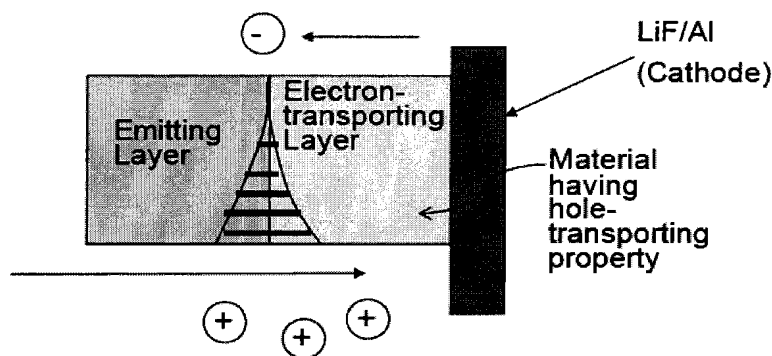 -
LiF/Al
(Cathode)
Electron-
transporting
Layer
Emitting
Layer
Material
having
hole-
transporting
property
+
+
+